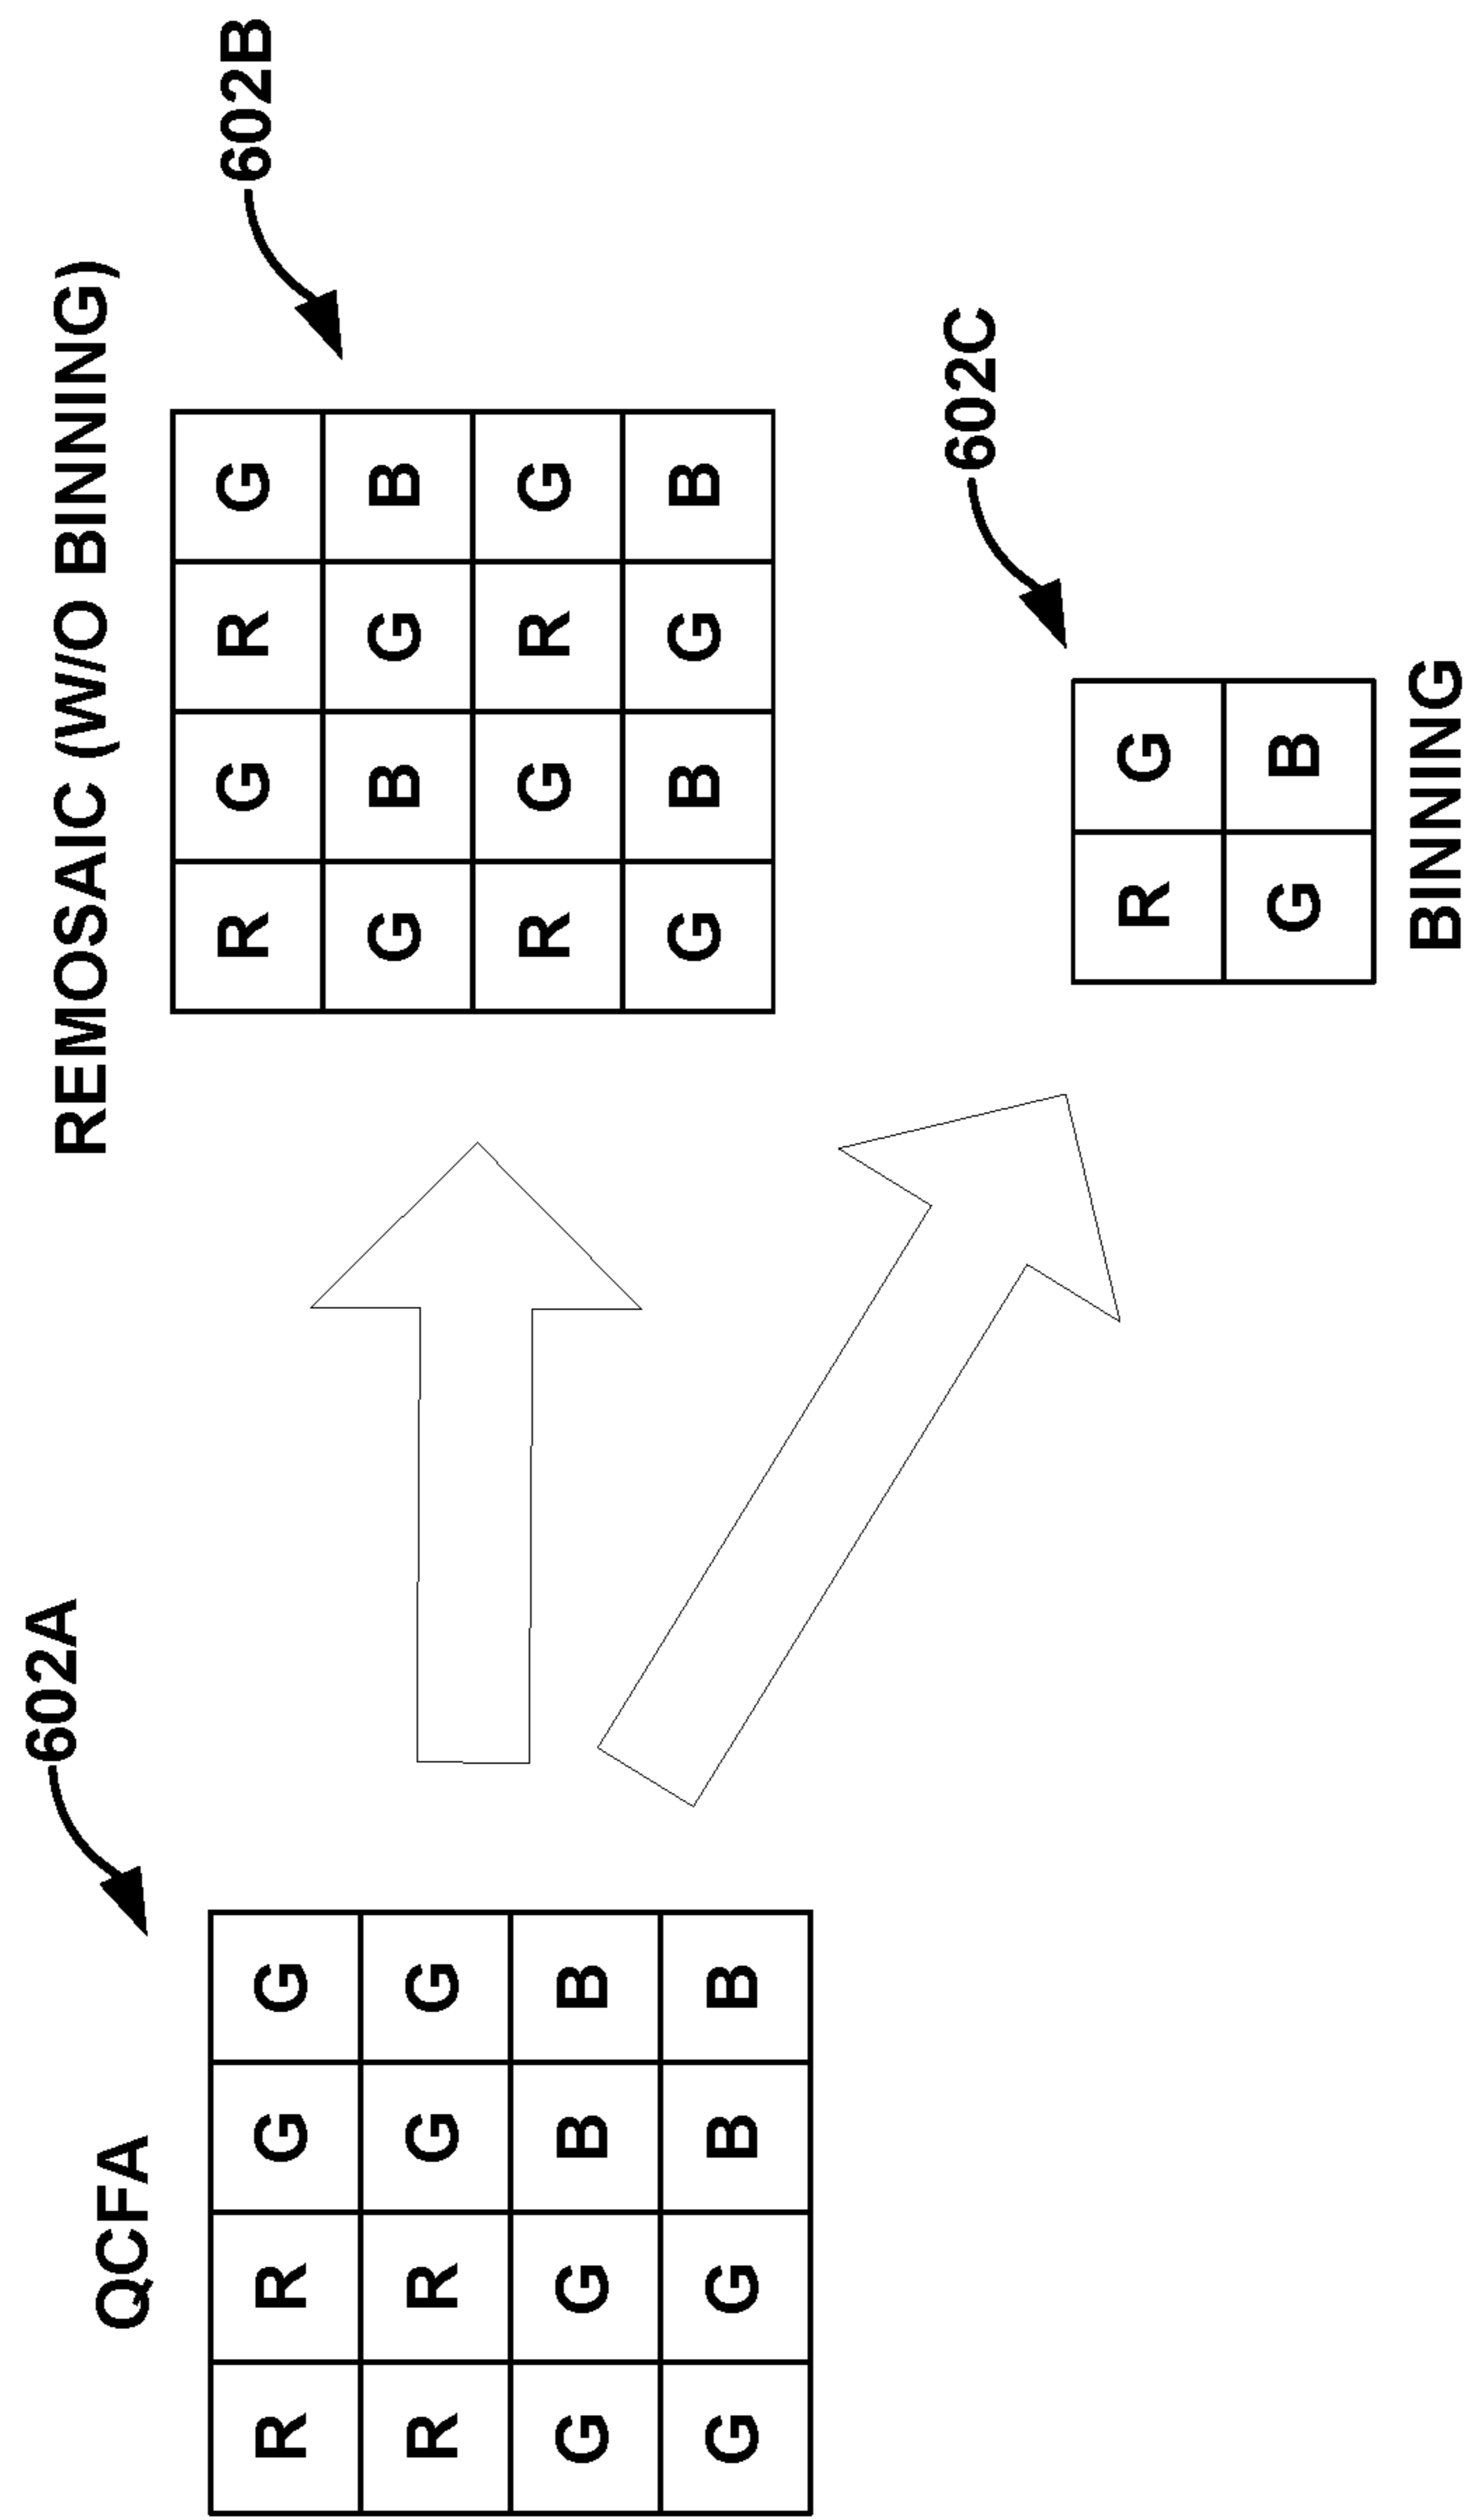 602A
QCFA
R R G G
R R G G
G G B B
G G B B
REMOSAIC (W/O BINNING)
602B
R G R G
G B G B
R G R G
G B G B
602C
R G
G B
BINNING